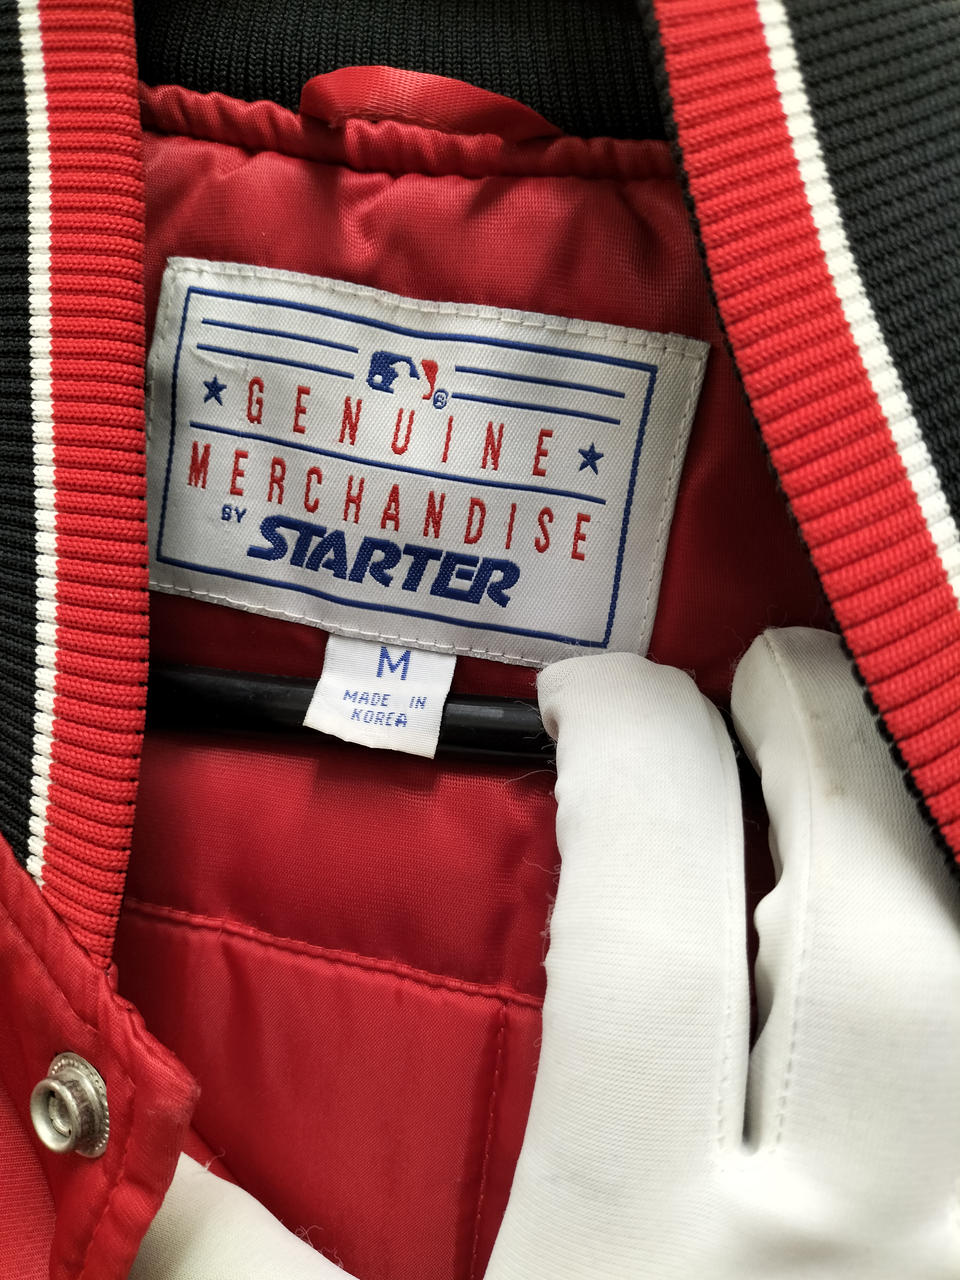 ®
GENUINE
MERCHANDISE
BY STARTER
M
MADE IN
KOREA